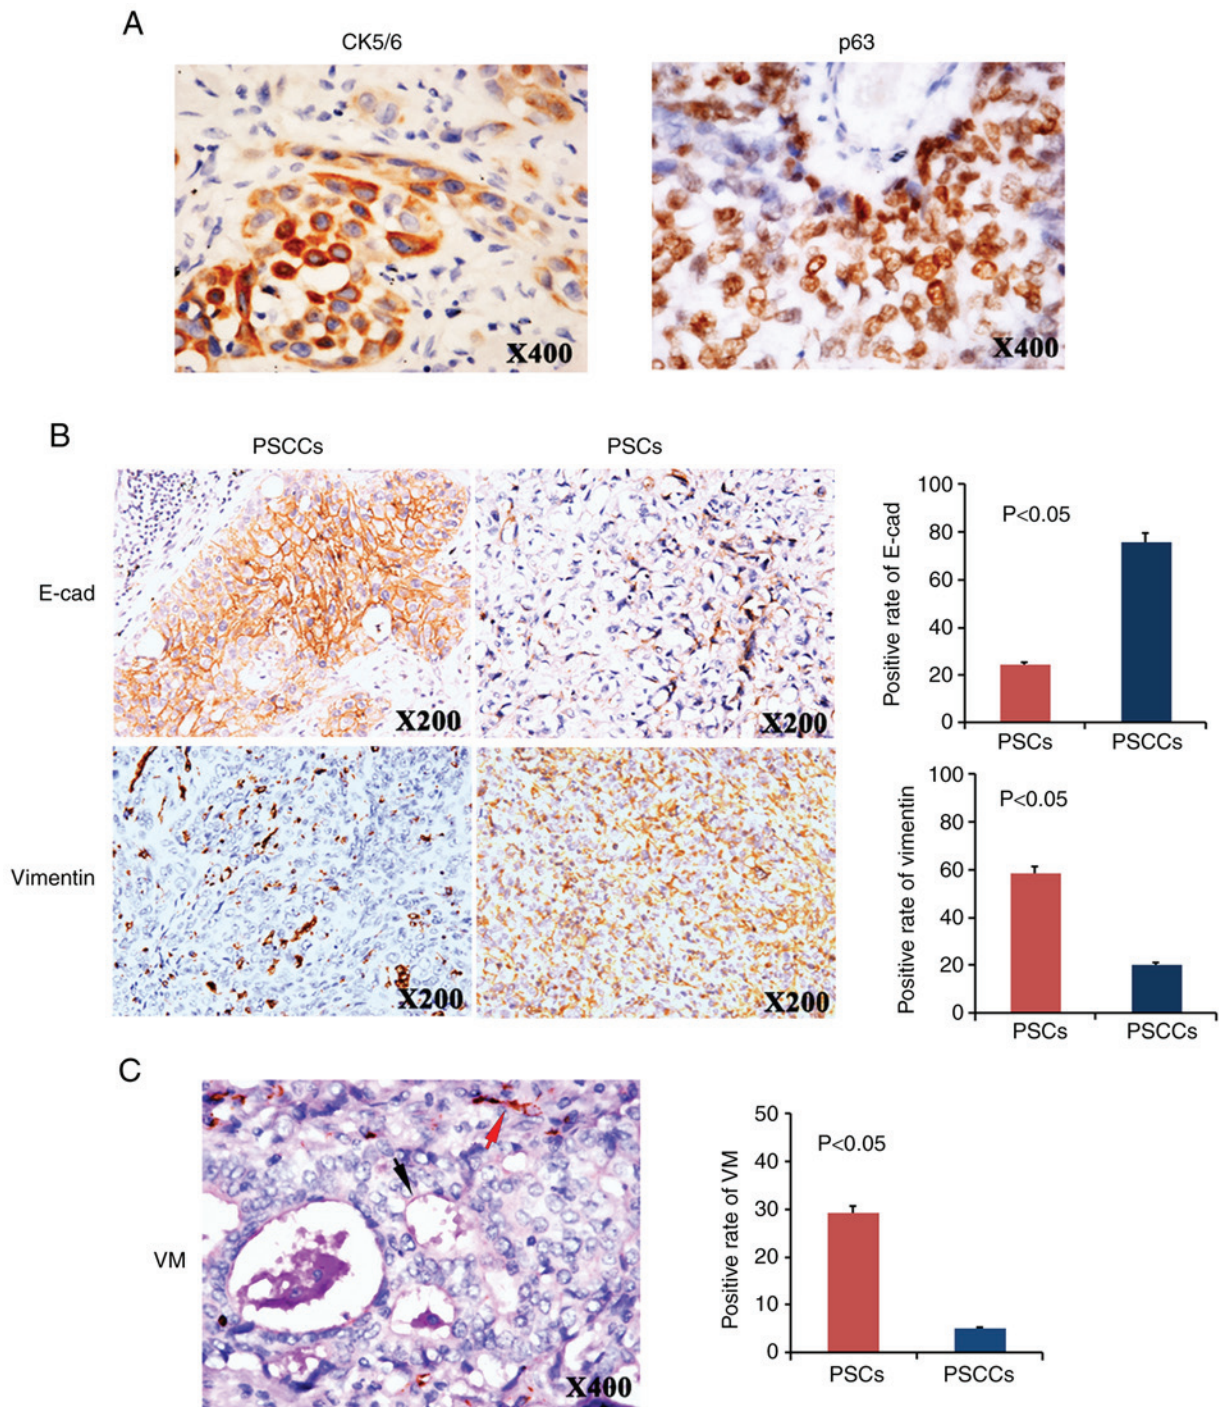 A
CK5/6
p63
X400
X400
B
PSCCs
PSCs
E-cad
X200
X200
Positive rate of E-cad
100
80
60
40
20
0
P<0.05
PSCs
PSCCs
Vimentin
X200
X200
Positive rate of vimentin
100
80
60
40
20
0
P<0.05
PSCs
PSCCs
C
VM
X400
Positive rate of VM
50
40
30
20
10
0
P<0.05
PSCs
PSCCs